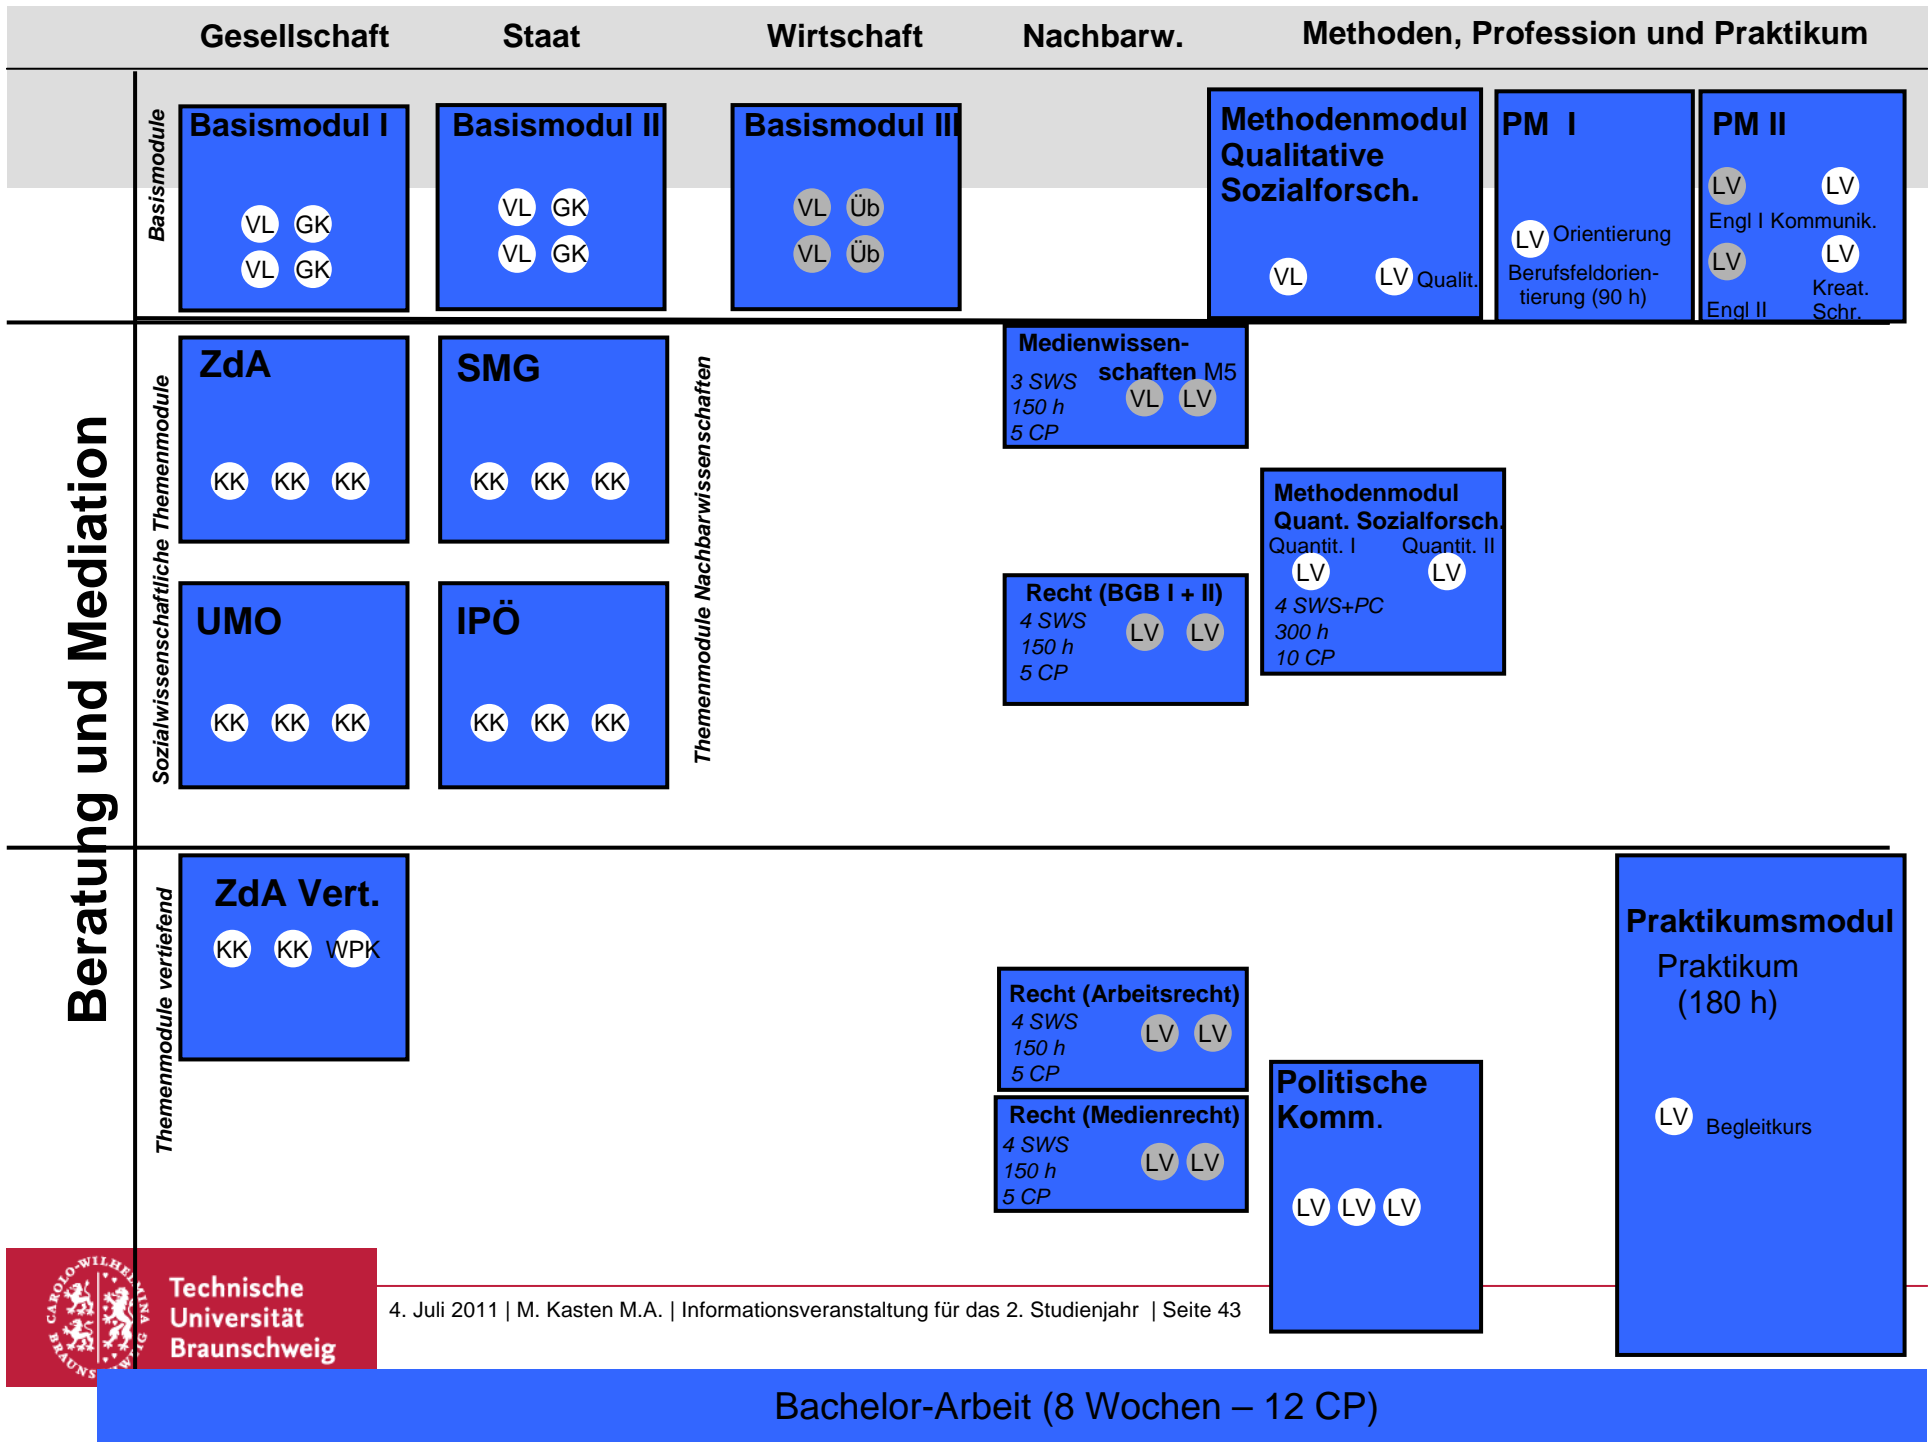 Gesellschaft Staat Wirtschaft Nachbarw. Methoden, Profession und Praktikum
Beratung und Mediation
Basismodule
Basismodul I
VL GK
VL GK
Basismodul II
VL GK
VL GK
Basismodul III
VL Üb
VL Üb
Methodenmodul
Qualitative
Sozialforsch.
VL LV Qualit.
PM I
LV Orientierung
Berufsfeldorien-
tierung (90 h)
PM II
LV LV
Engl I Kommunik.
LV LV
Engl II
Kreat.
Schr.
Sozialwissenschaftliche Themenmodule
ZdA
KK KK KK
SMG
KK KK KK
UMO
KK KK KK
IPÖ
KK KK KK
Themenmodule Nachbarwissenschaften
Medienwissen-
schaften M5
3 SWS
150 h
5 CP
VL LV
Recht (BGB I + II)
4 SWS
150 h
5 CP
LV LV
Methodenmodul
Quant. Sozialforsch.
Quantit. I Quantit. II
LV LV
4 SWS+PC
300 h
10 CP
Themenmodule vertiefend
ZdA Vert.
KK KK WPK
Recht (Arbeitsrecht)
4 SWS
150 h
5 CP
LV LV
Recht (Medienrecht)
4 SWS
150 h
5 CP
LV LV
Politische
Komm.
LV LV LV
Praktikumsmodul
Praktikum
(180 h)
LV Begleitkurs
Technische
Universität
Braunschweig
4. Juli 2011 | M. Kasten M.A. | Informationsveranstaltung für das 2. Studienjahr | Seite 43
Bachelor-Arbeit (8 Wochen – 12 CP)